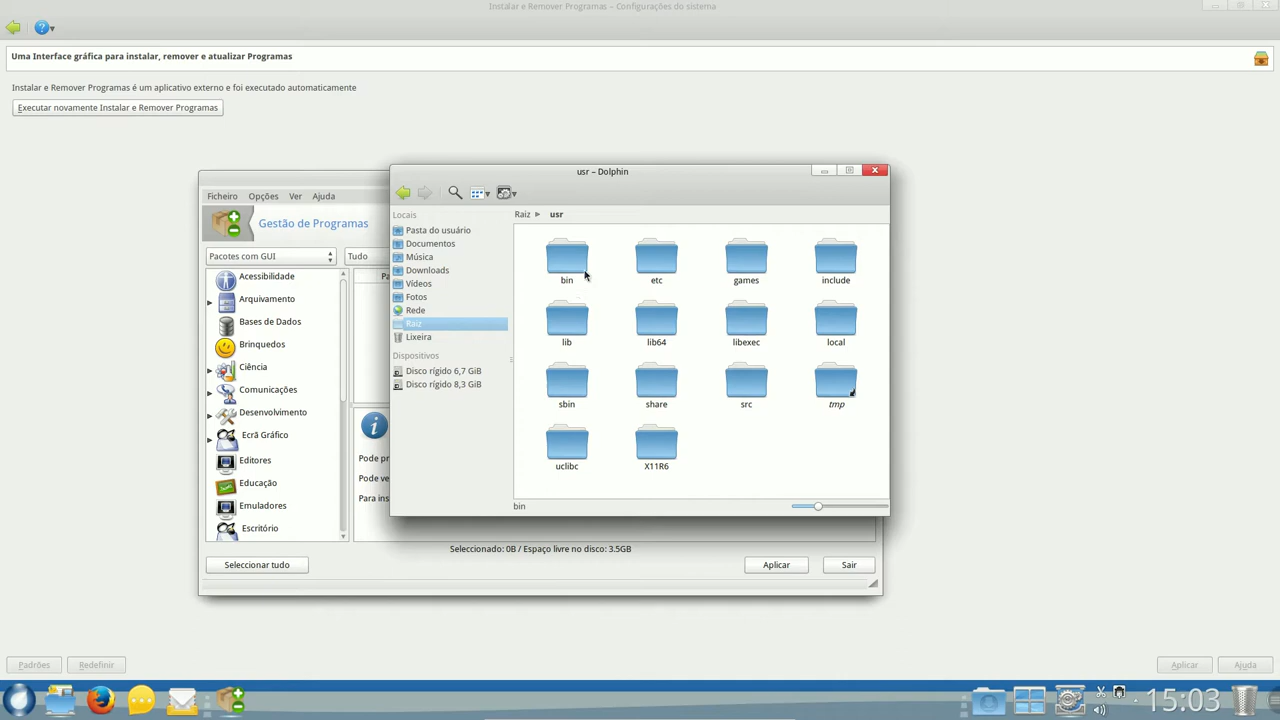 Instalar e Remover Programas – Configurações do sistema
Uma Interface gráfica para instalar, remover e atualizar Programas
Instalar e Remover Programas é um aplicativo externo e foi executado automaticamente
Executar novamente Instalar e Remover Programas
Ficheiro Opções Ver Ajuda
Gestão de Programas
Pacotes com GUI
Tudo
Acessibilidade
Arquivamento
Bases de Dados
Brinquedos
Ciência
Comunicações
Desenvolvimento
Ecrã Gráfico
Editores
Educação
Emuladores
Escritório
Pa
Pode pr
Pode ve
Para ins
Seleccionado: 0B / Espaço livre no disco: 3.5GB
Seleccionar tudo
Aplicar
Sair
usr – Dolphin
Locais
Pasta do usuário
Documentos
Música
Downloads
Vídeos
Fotos
Rede
Raiz
Lixeira
Dispositivos
Disco rígido 6,7 GiB
Disco rígido 8,3 GiB
Raiz usr
bin etc games include
lib lib64 libexec local
sbin share src tmp
uclibc X11R6
bin
Padrões Redefinir Aplicar Ajuda
15:03